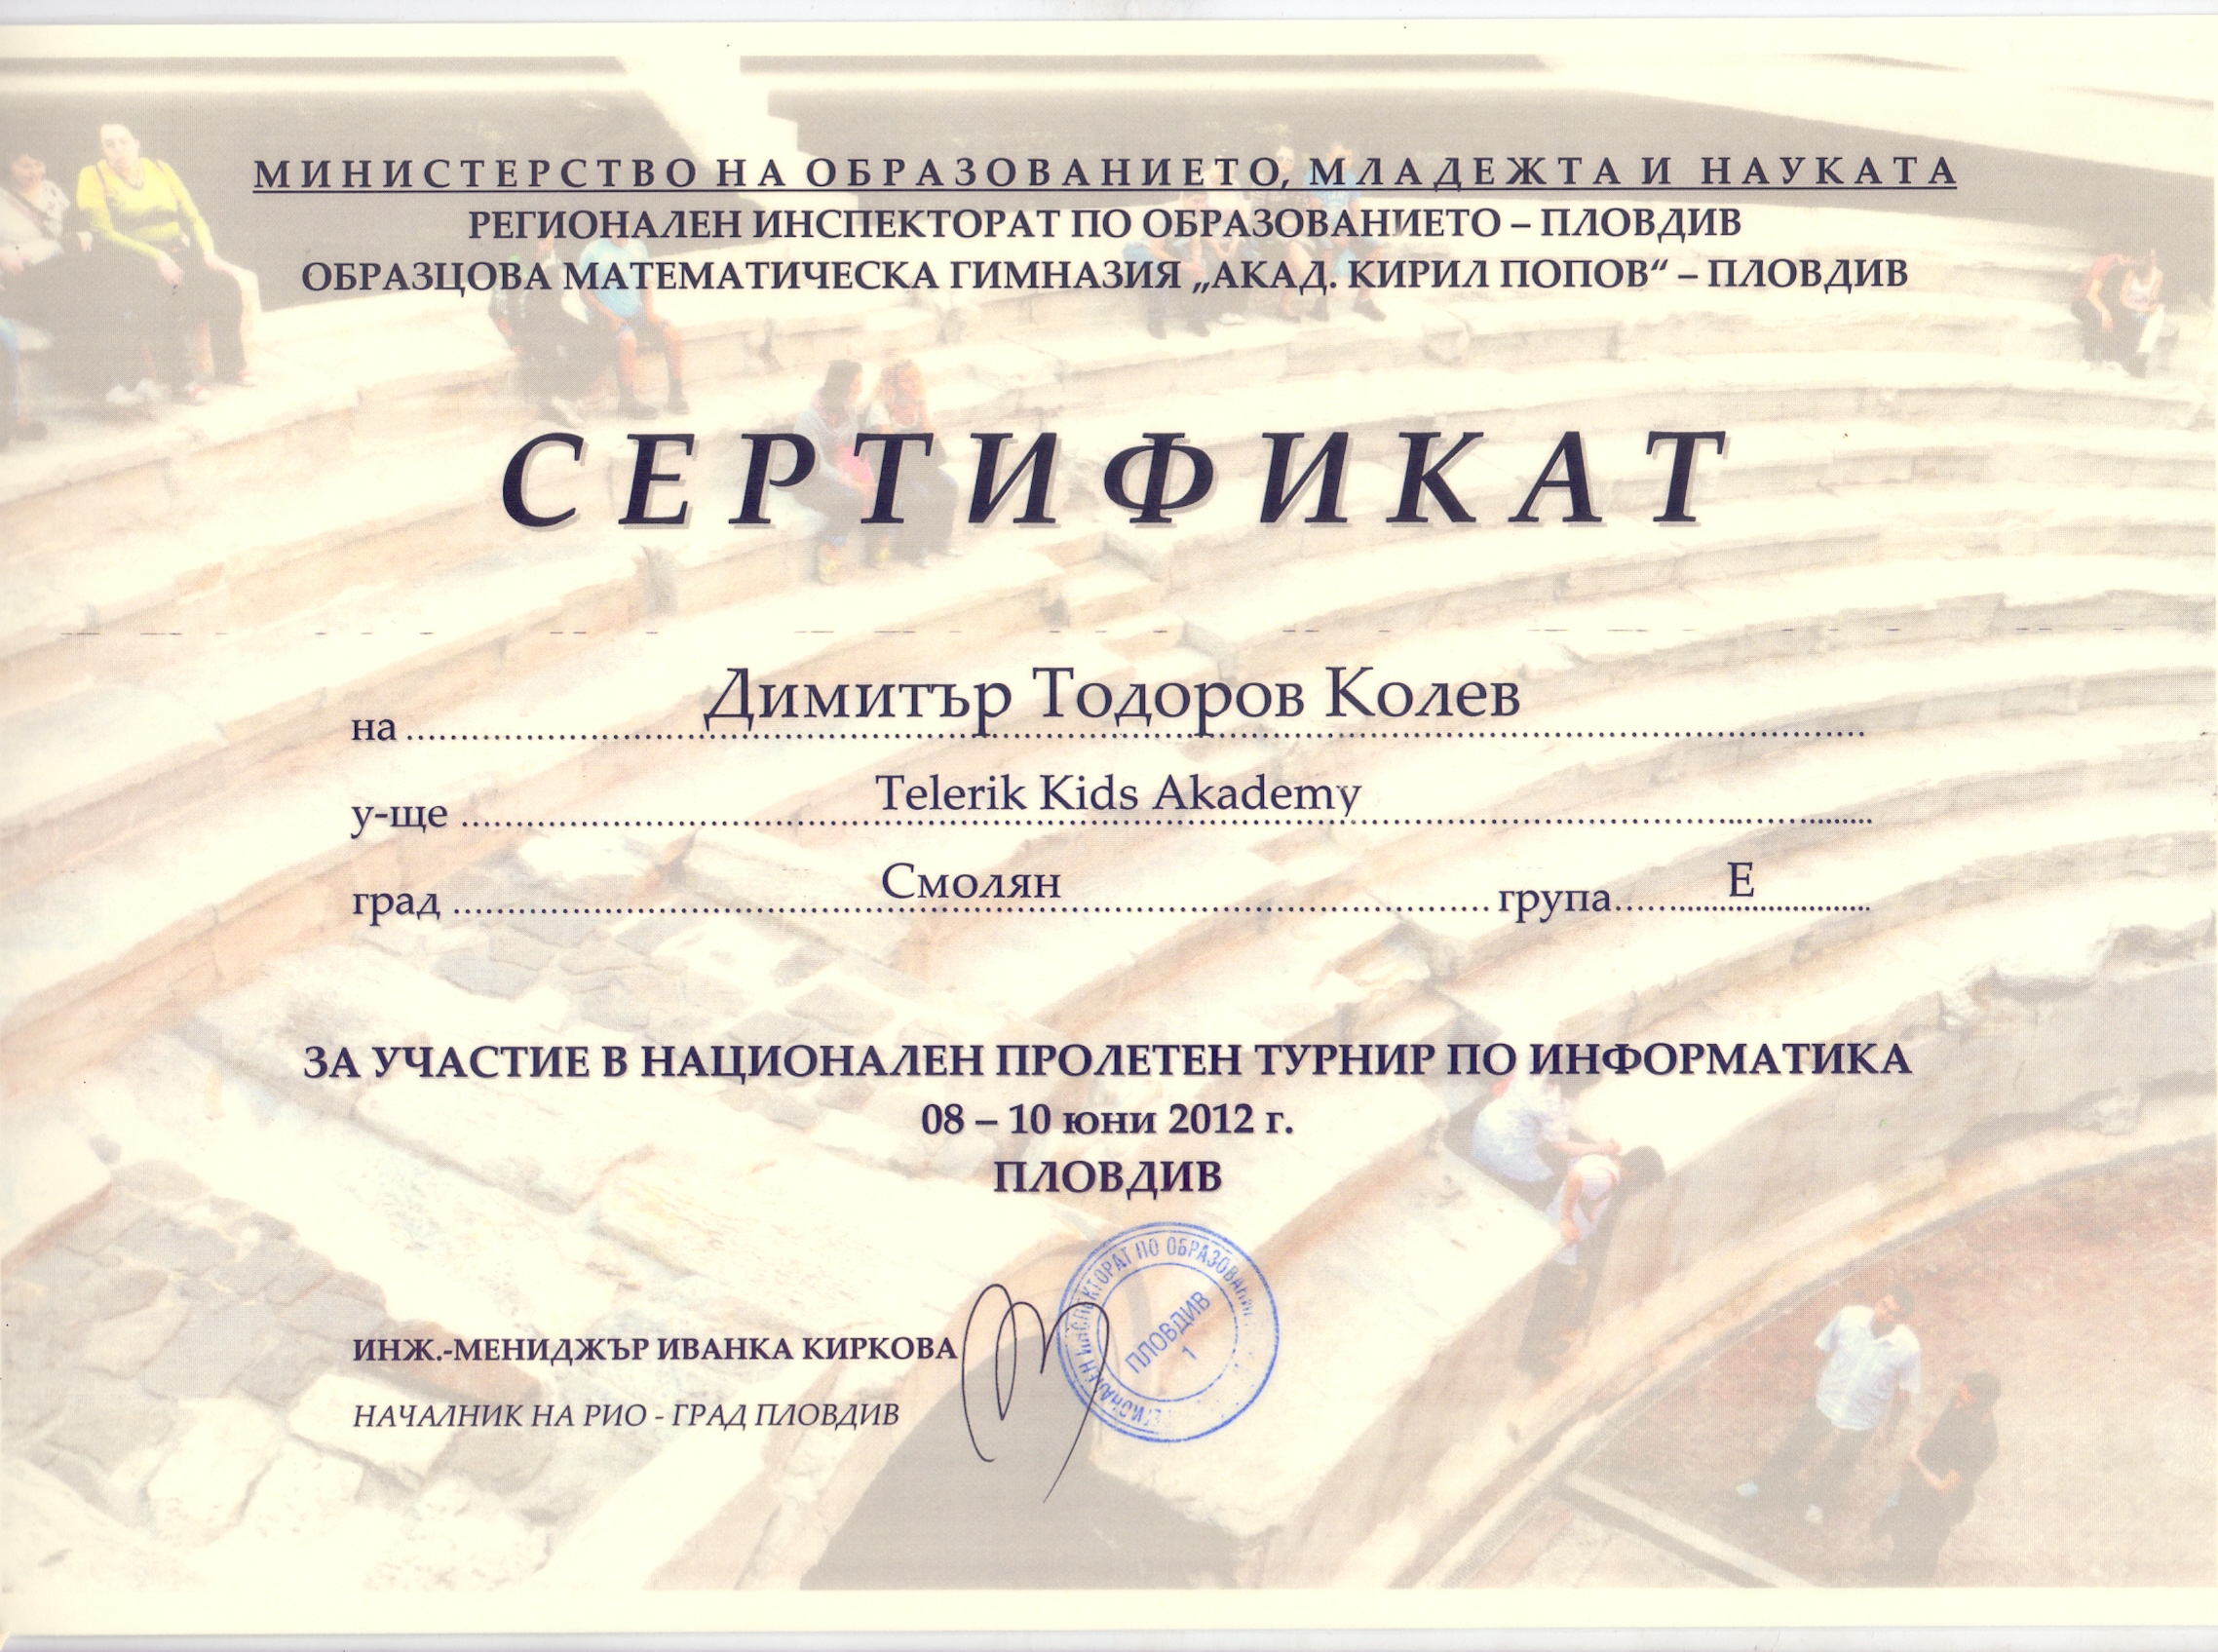 МИНИСТЕРСТВО НА ОБРАЗОВАНИЕТО, МЛАДЕЖТА И НАУКАТА
РЕГИОНАЛЕН ИНСПЕКТОРАТ ПО ОБРАЗОВАНИЕТО – ПЛОВДИВ
ОБРАЗЦОВА МАТЕМАТИЧЕСКА ГИМНАЗИЯ „АКАД. КИРИЛ ПОПОВ“ – ПЛОВДИВ
СЕРТИФИКАТ
на Димитър Тодоров Колев
у-ще Telerik Kids Akademy
град Смолян група Е
ЗА УЧАСТИЕ В НАЦИОНАЛЕН ПРОЛЕТЕН ТУРНИР ПО ИНФОРМАТИКА
08 – 10 юни 2012 г.
ПЛОВДИВ
ИНЖ.-МЕНИДЖЪР ИВАНКА КИРКОВА
НАЧАЛНИК НА РИО - ГРАД ПЛОВДИВ
ИНСПЕКТОРАТ ПО
ПЛОВДИВ
1